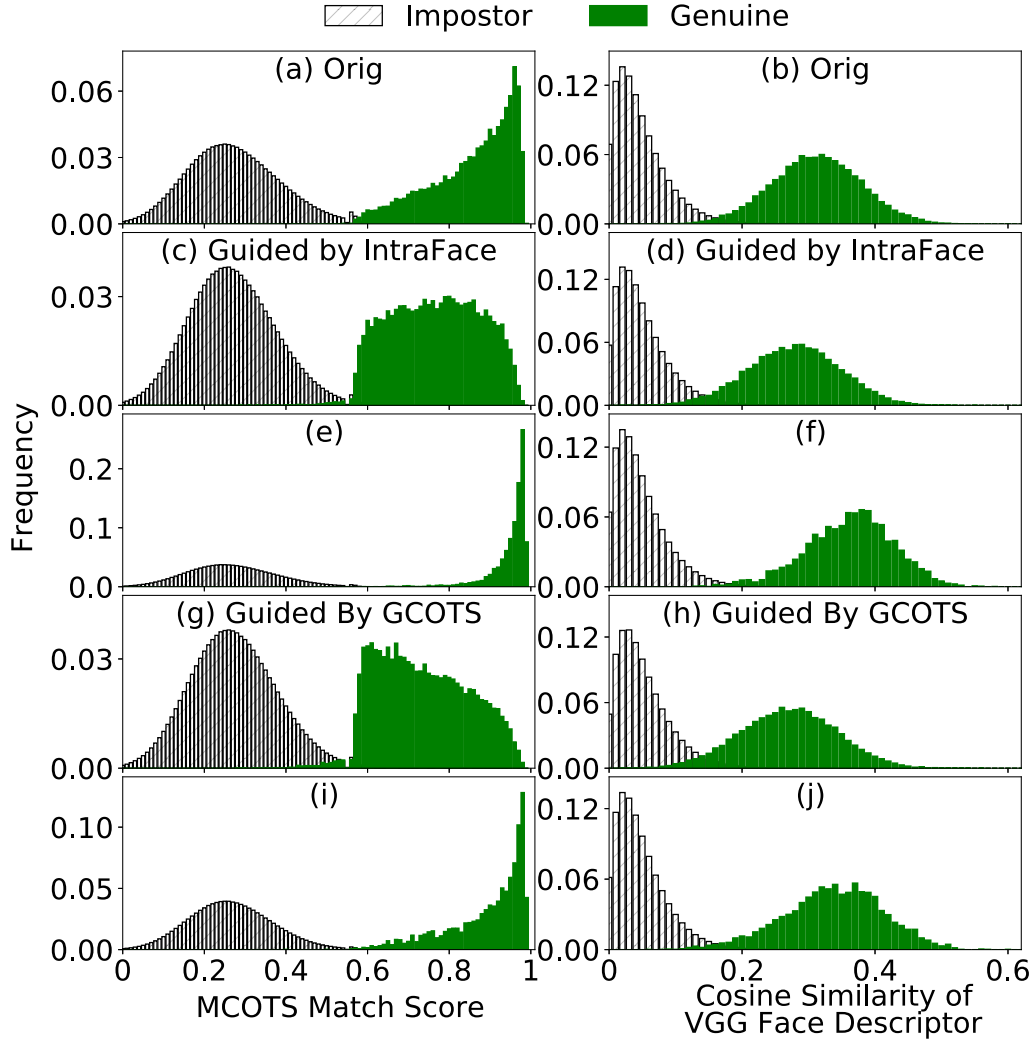 Impostor Genuine
(a) Orig
(b) Orig
0.06
0.03
0.00
0.12
0.06
0.00
(c) Guided by IntraFace
(d) Guided by IntraFace
0.03
0.00
0.12
0.06
0.00
(e)
(f)
0.2
0.1
0.0
0.12
0.06
0.00
(g) Guided By GCOTS
(h) Guided By GCOTS
0.03
0.00
0.12
0.06
0.00
(i)
(j)
0.10
0.05
0.00
0.12
0.06
0.00
Frequency
0 0.2 0.4 0.6 0.8 1
0 0.2 0.4 0.6
MCOTS Match Score
Cosine Similarity of
VGG Face Descriptor